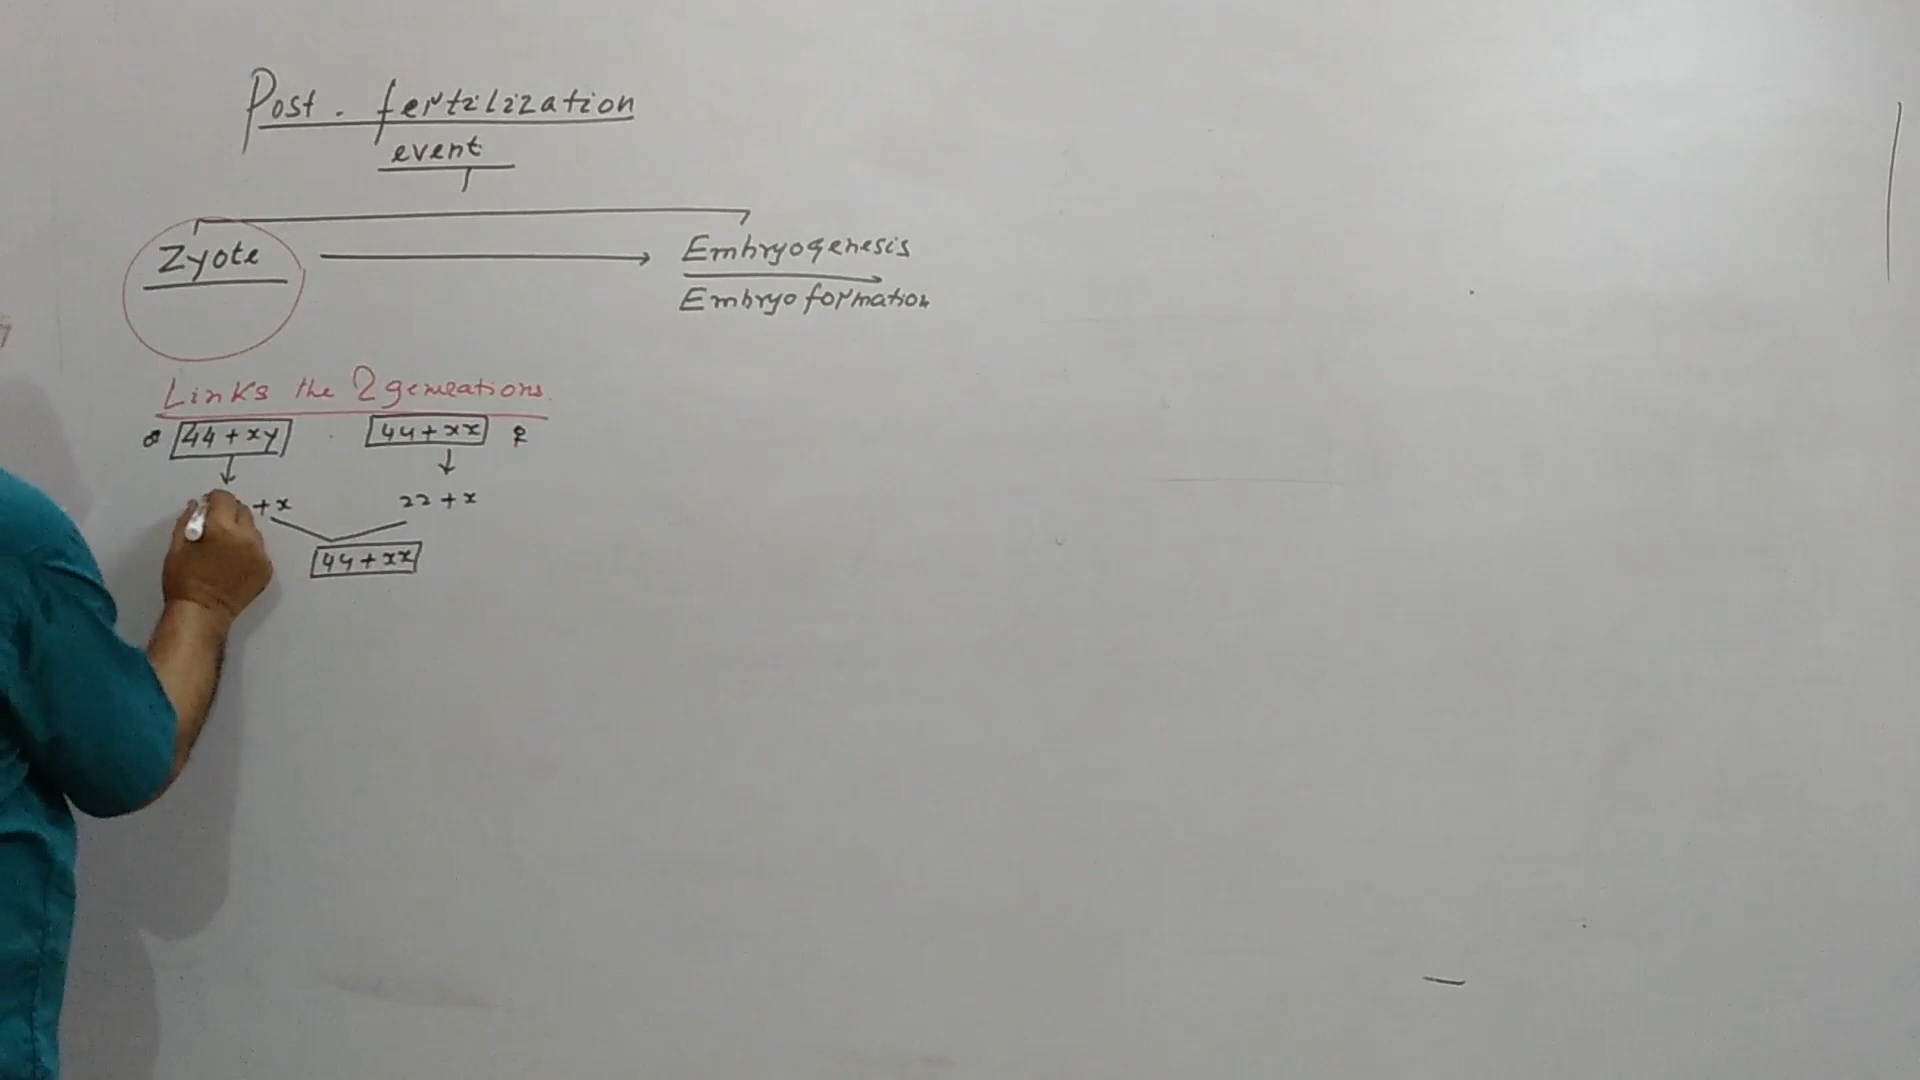 Post. fertilization
event
Zyote → Embryogenesis
Embryo formation
Links the 2 geneations.
♂ 44+xy 44+xx ♀
+x 22+x
44+xx